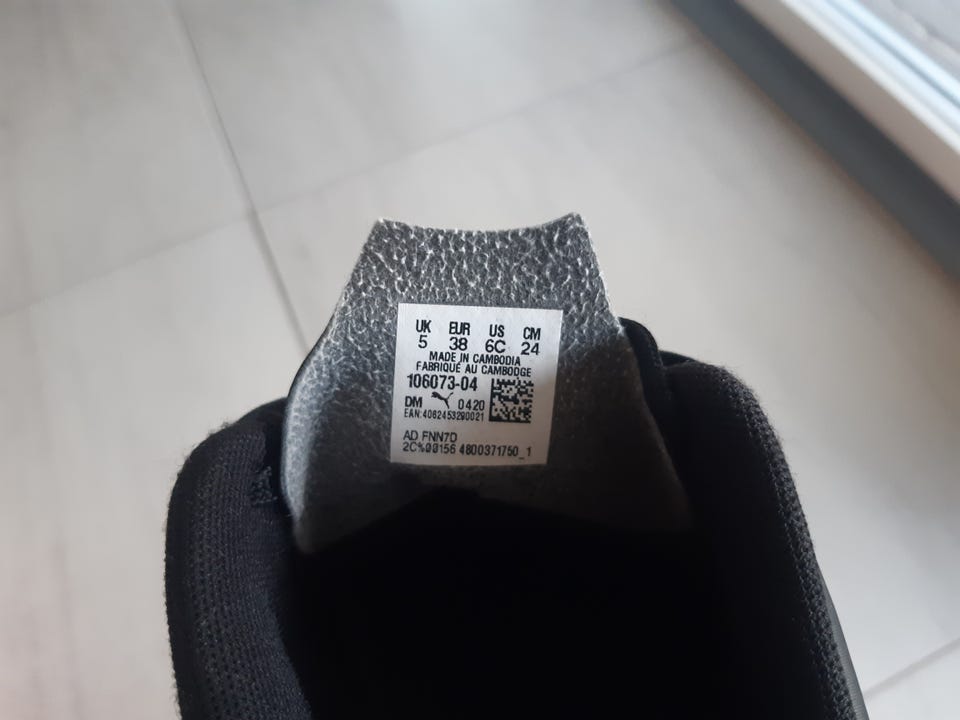 UK EUR US CM
5 38 6C 24
MADE IN CAMBODIA
FABRIQUÉ AU CAMBODGE
106073-04
DM 0420
EAN:4062453290021
AD FNN7D
2C%00156 4800371750_1